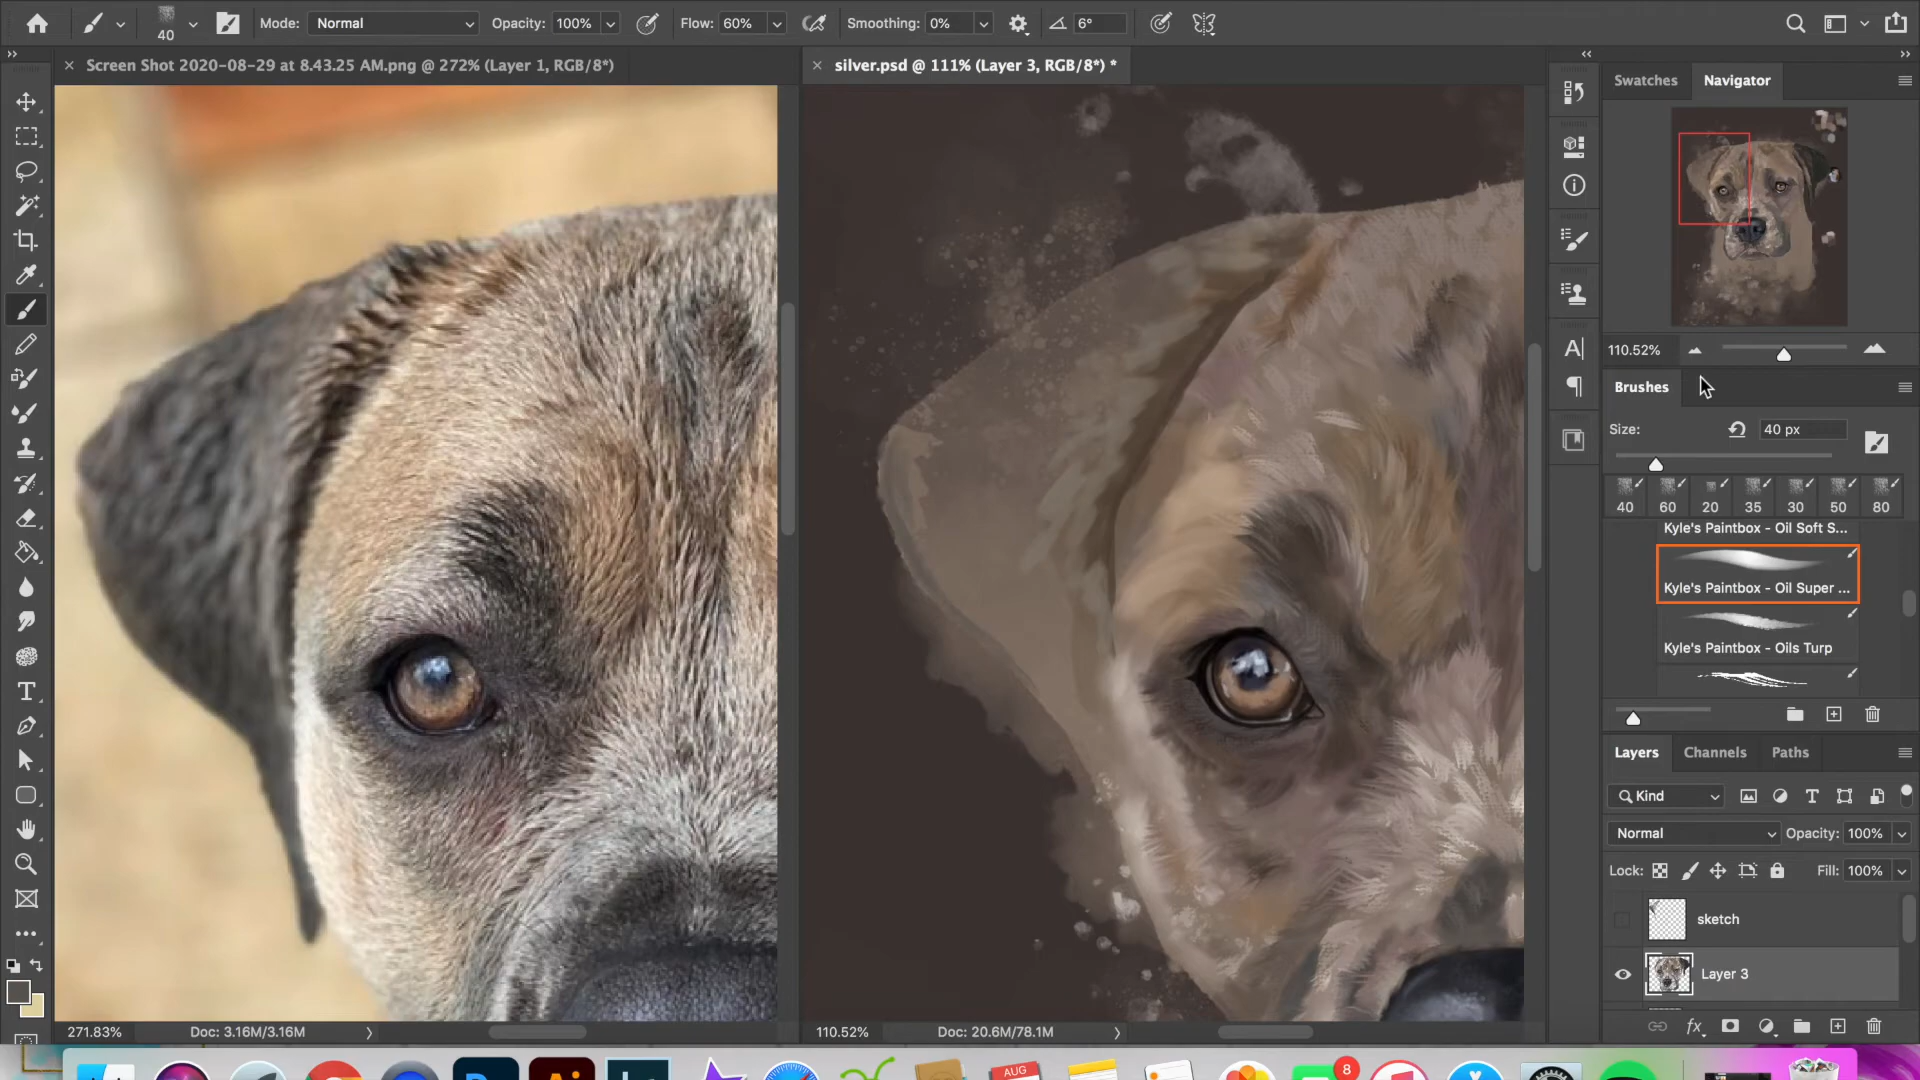 40
Mode:
Normal
Opacity:
100%
Flow:
60%
Smoothing:
0%
6°
Screen Shot 2020-08-29 at 8.43.25 AM.png @ 272% (Layer 1, RGB/8*)
silver.psd @ 111% (Layer 3, RGB/8*) *
Swatches
Navigator
110.52%
Brushes
Size:
40 px
40
60
20
35
30
50
80
Kyle's Paintbox - Oil Soft S...
Kyle's Paintbox - Oil Super ...
Kyle's Paintbox - Oils Turp
Layers
Channels
Paths
Kind
Normal
Opacity:
100%
Lock:
Fill:
100%
sketch
Layer 3
fx
271.83%
Doc: 3.16M/3.16M
110.52%
Doc: 20.6M/78.1M
AUG
8